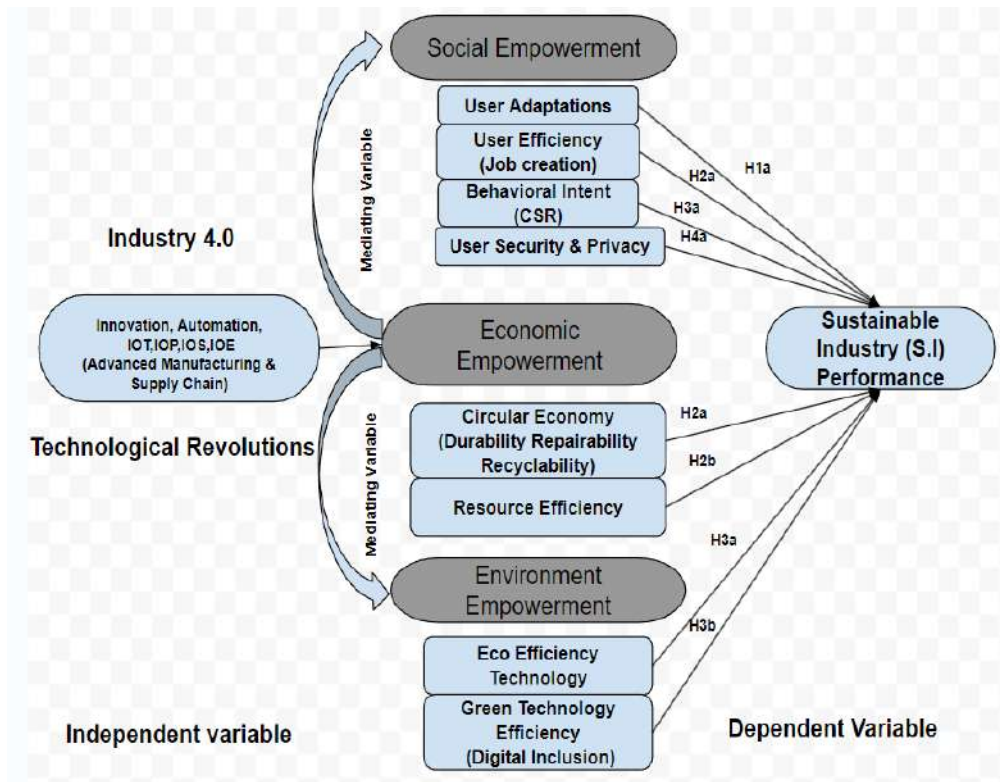 Social Empowerment
User Adaptations
User Efficiency
(Job creation)
Behavioral Intent
(CSR)
User Security & Privacy
Mediating Variable
H1a
H2a
H3a
H4a
Industry 4.0
Innovation, Automation,
IOT,IOP,IOS,IOE
(Advanced Manufacturing &
Supply Chain)
Technological Revolutions
Economic
Empowerment
Sustainable
Industry (S.I)
Performance
Circular Economy
(Durability Repairability
Recyclability)
Resource Efficiency
Mediating Variable
H2a
H2b
H3a
H3b
Environment
Empowerment
Eco Efficiency
Technology
Green Technology
Efficiency
(Digital Inclusion)
Independent variable
Dependent Variable